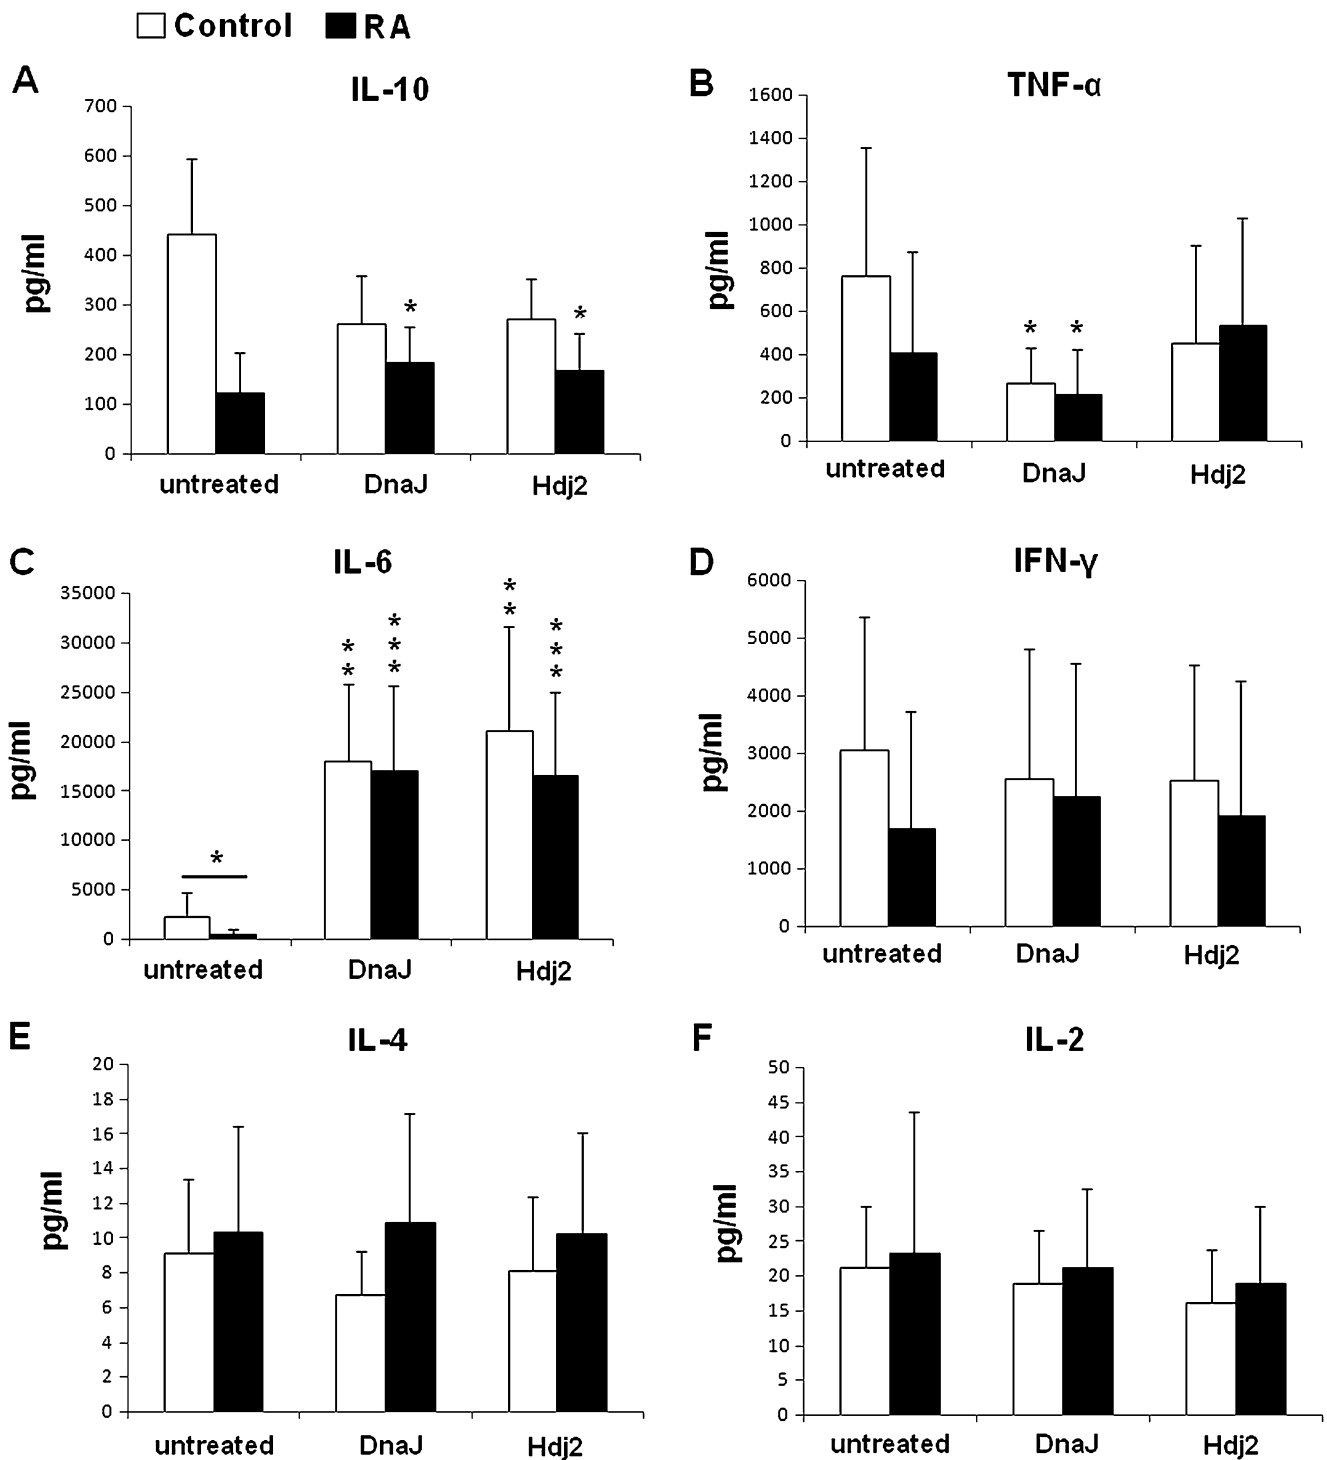 Control RA
A IL-10
700
600
500
400
300
200
100
0
pg/ml
*
*
untreated DnaJ Hdj2
B TNF-α
1600
1400
1200
1000
800
600
400
200
0
pg/ml
* *
untreated DnaJ Hdj2
C IL-6
35000
30000
25000
20000
15000
10000
5000
0
pg/ml
*
** *** ** ***
untreated DnaJ Hdj2
D IFN-γ
6000
5000
4000
3000
2000
1000
0
pg/ml
untreated DnaJ Hdj2
E IL-4
20
18
16
14
12
10
8
6
4
2
0
pg/ml
untreated DnaJ Hdj2
F IL-2
50
45
40
35
30
25
20
15
10
5
0
pg/ml
untreated DnaJ Hdj2